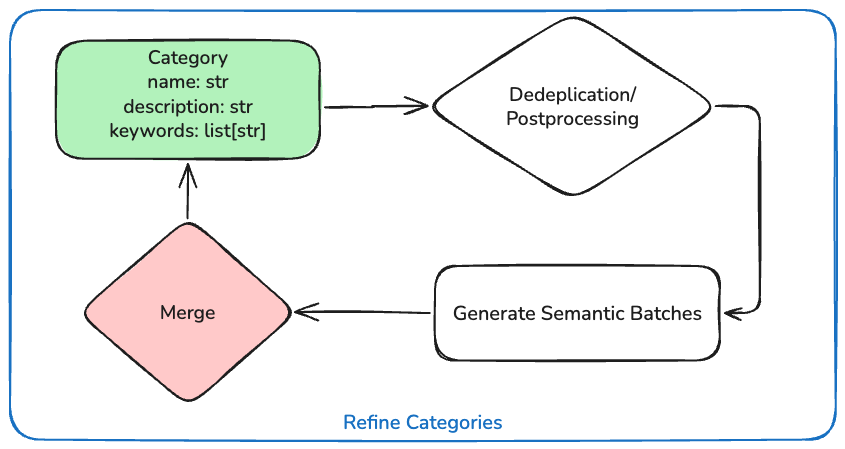 Category
name: str
description: str
keywords: list[str]
Dedeplication/
Postprocessing
Merge
Generate Semantic Batches
Refine Categories